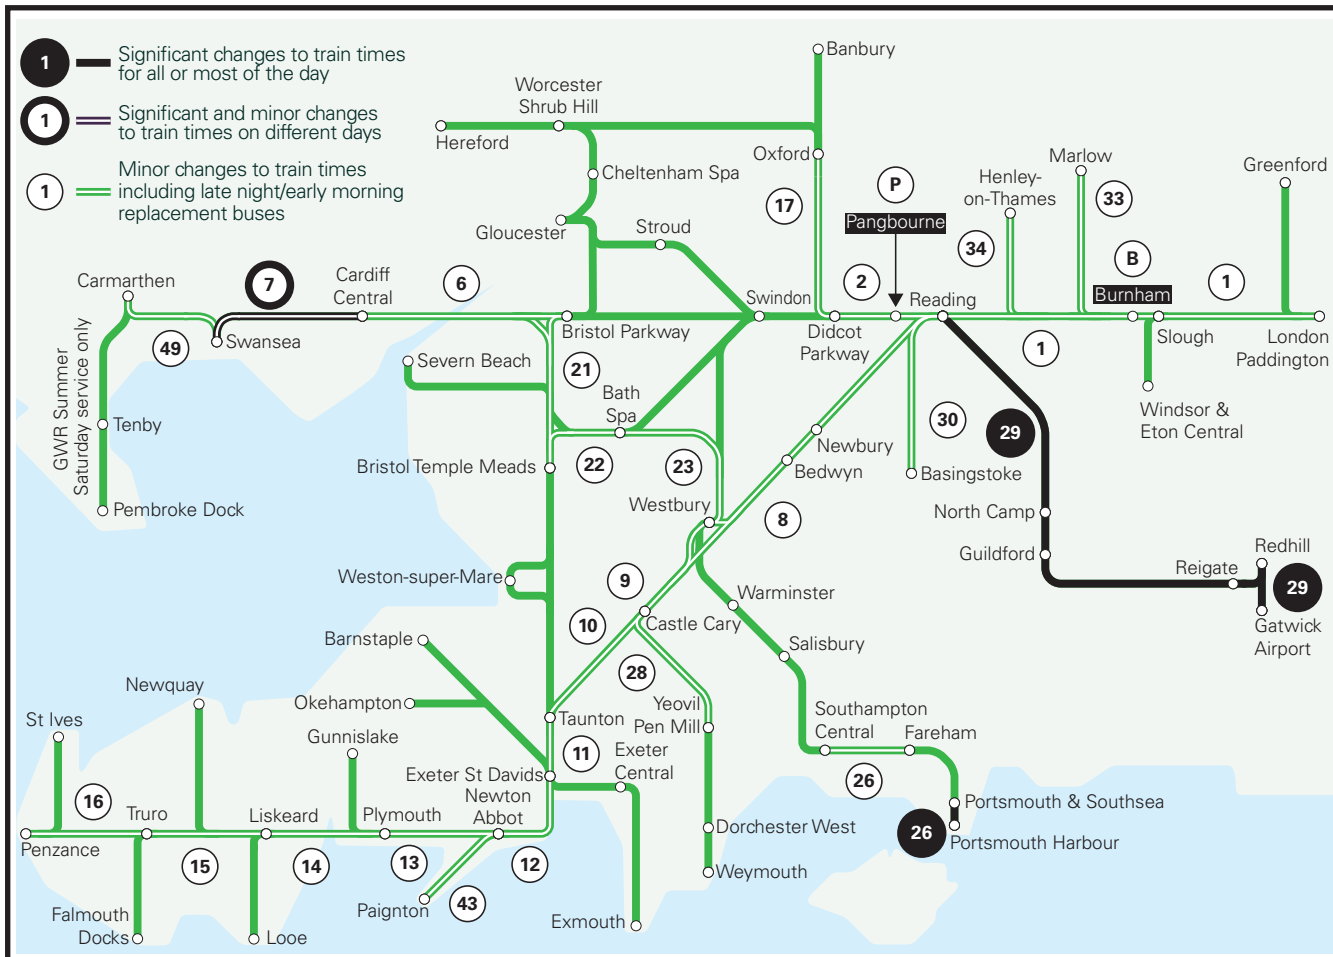 1
Significant changes to train times
for all or most of the day
1
Significant and minor changes
to train times on different days
1
Minor changes to train times
including late night/early morning
replacement buses
Banbury
Worcester
Shrub Hill
Hereford
Oxford
Cheltenham Spa
Gloucester
Stroud
17
P
Pangbourne
Henley-
on-Thames
34
Marlow
33
Greenford
B
Burnham
1
Carmarthen
7
Cardiff
Central
6
Swindon
2
Reading
Bristol Parkway
Didcot
Parkway
1
Slough
London
Paddington
49
Swansea
GWR Summer
Saturday service only
Severn Beach
21
Bath
Spa
Windsor &
Eton Central
Tenby
30
29
Newbury
Bedwyn
Basingstoke
22
23
Bristol Temple Meads
Pembroke Dock
Westbury
8
North Camp
Guildford
Redhill
Reigate
29
Gatwick
Airport
Weston-super-Mare
9
Warminster
Castle Cary
10
Barnstaple
Salisbury
28
Newquay
Okehampton
Yeovil
Pen Mill
Southampton
Central
Fareham
St Ives
Taunton
Gunnislake
11
Exeter
Central
Exeter St Davids
26
Newton
Abbot
16
Truro
Liskeard
Plymouth
Portsmouth & Southsea
26
Portsmouth Harbour
Dorchester West
Penzance
15
14
13
12
Weymouth
43
Paignton
Falmouth
Docks
Looe
Exmouth